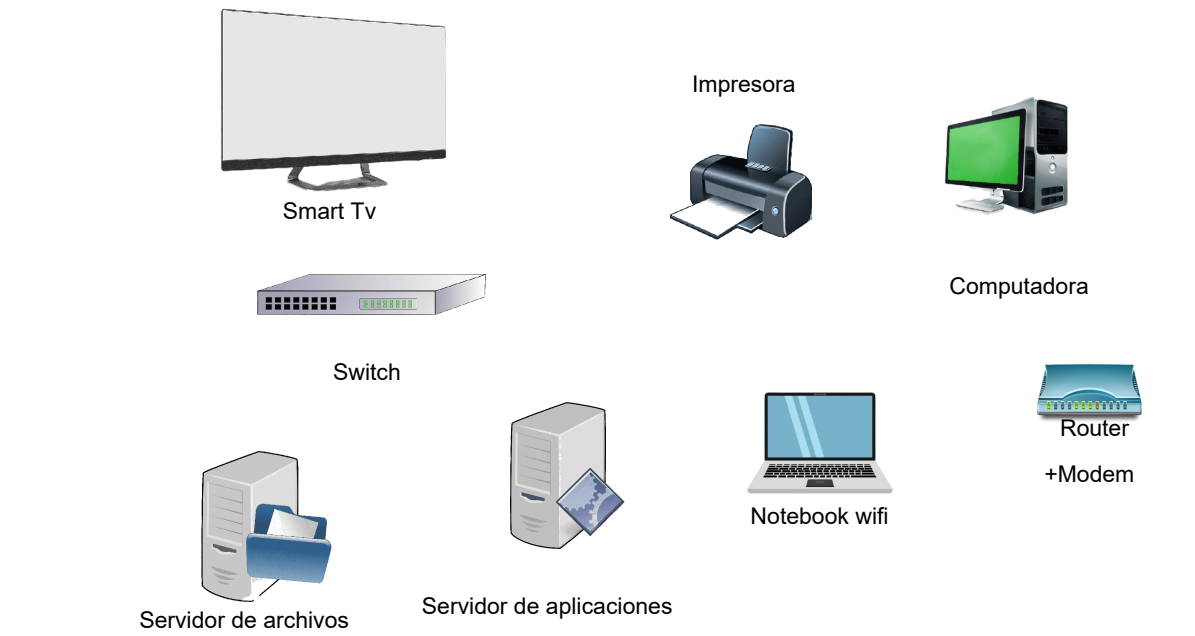 Impresora
Smart Tv
Computadora
Switch
Router
+Modem
Notebook wifi
Servidor de aplicaciones
Servidor de archivos